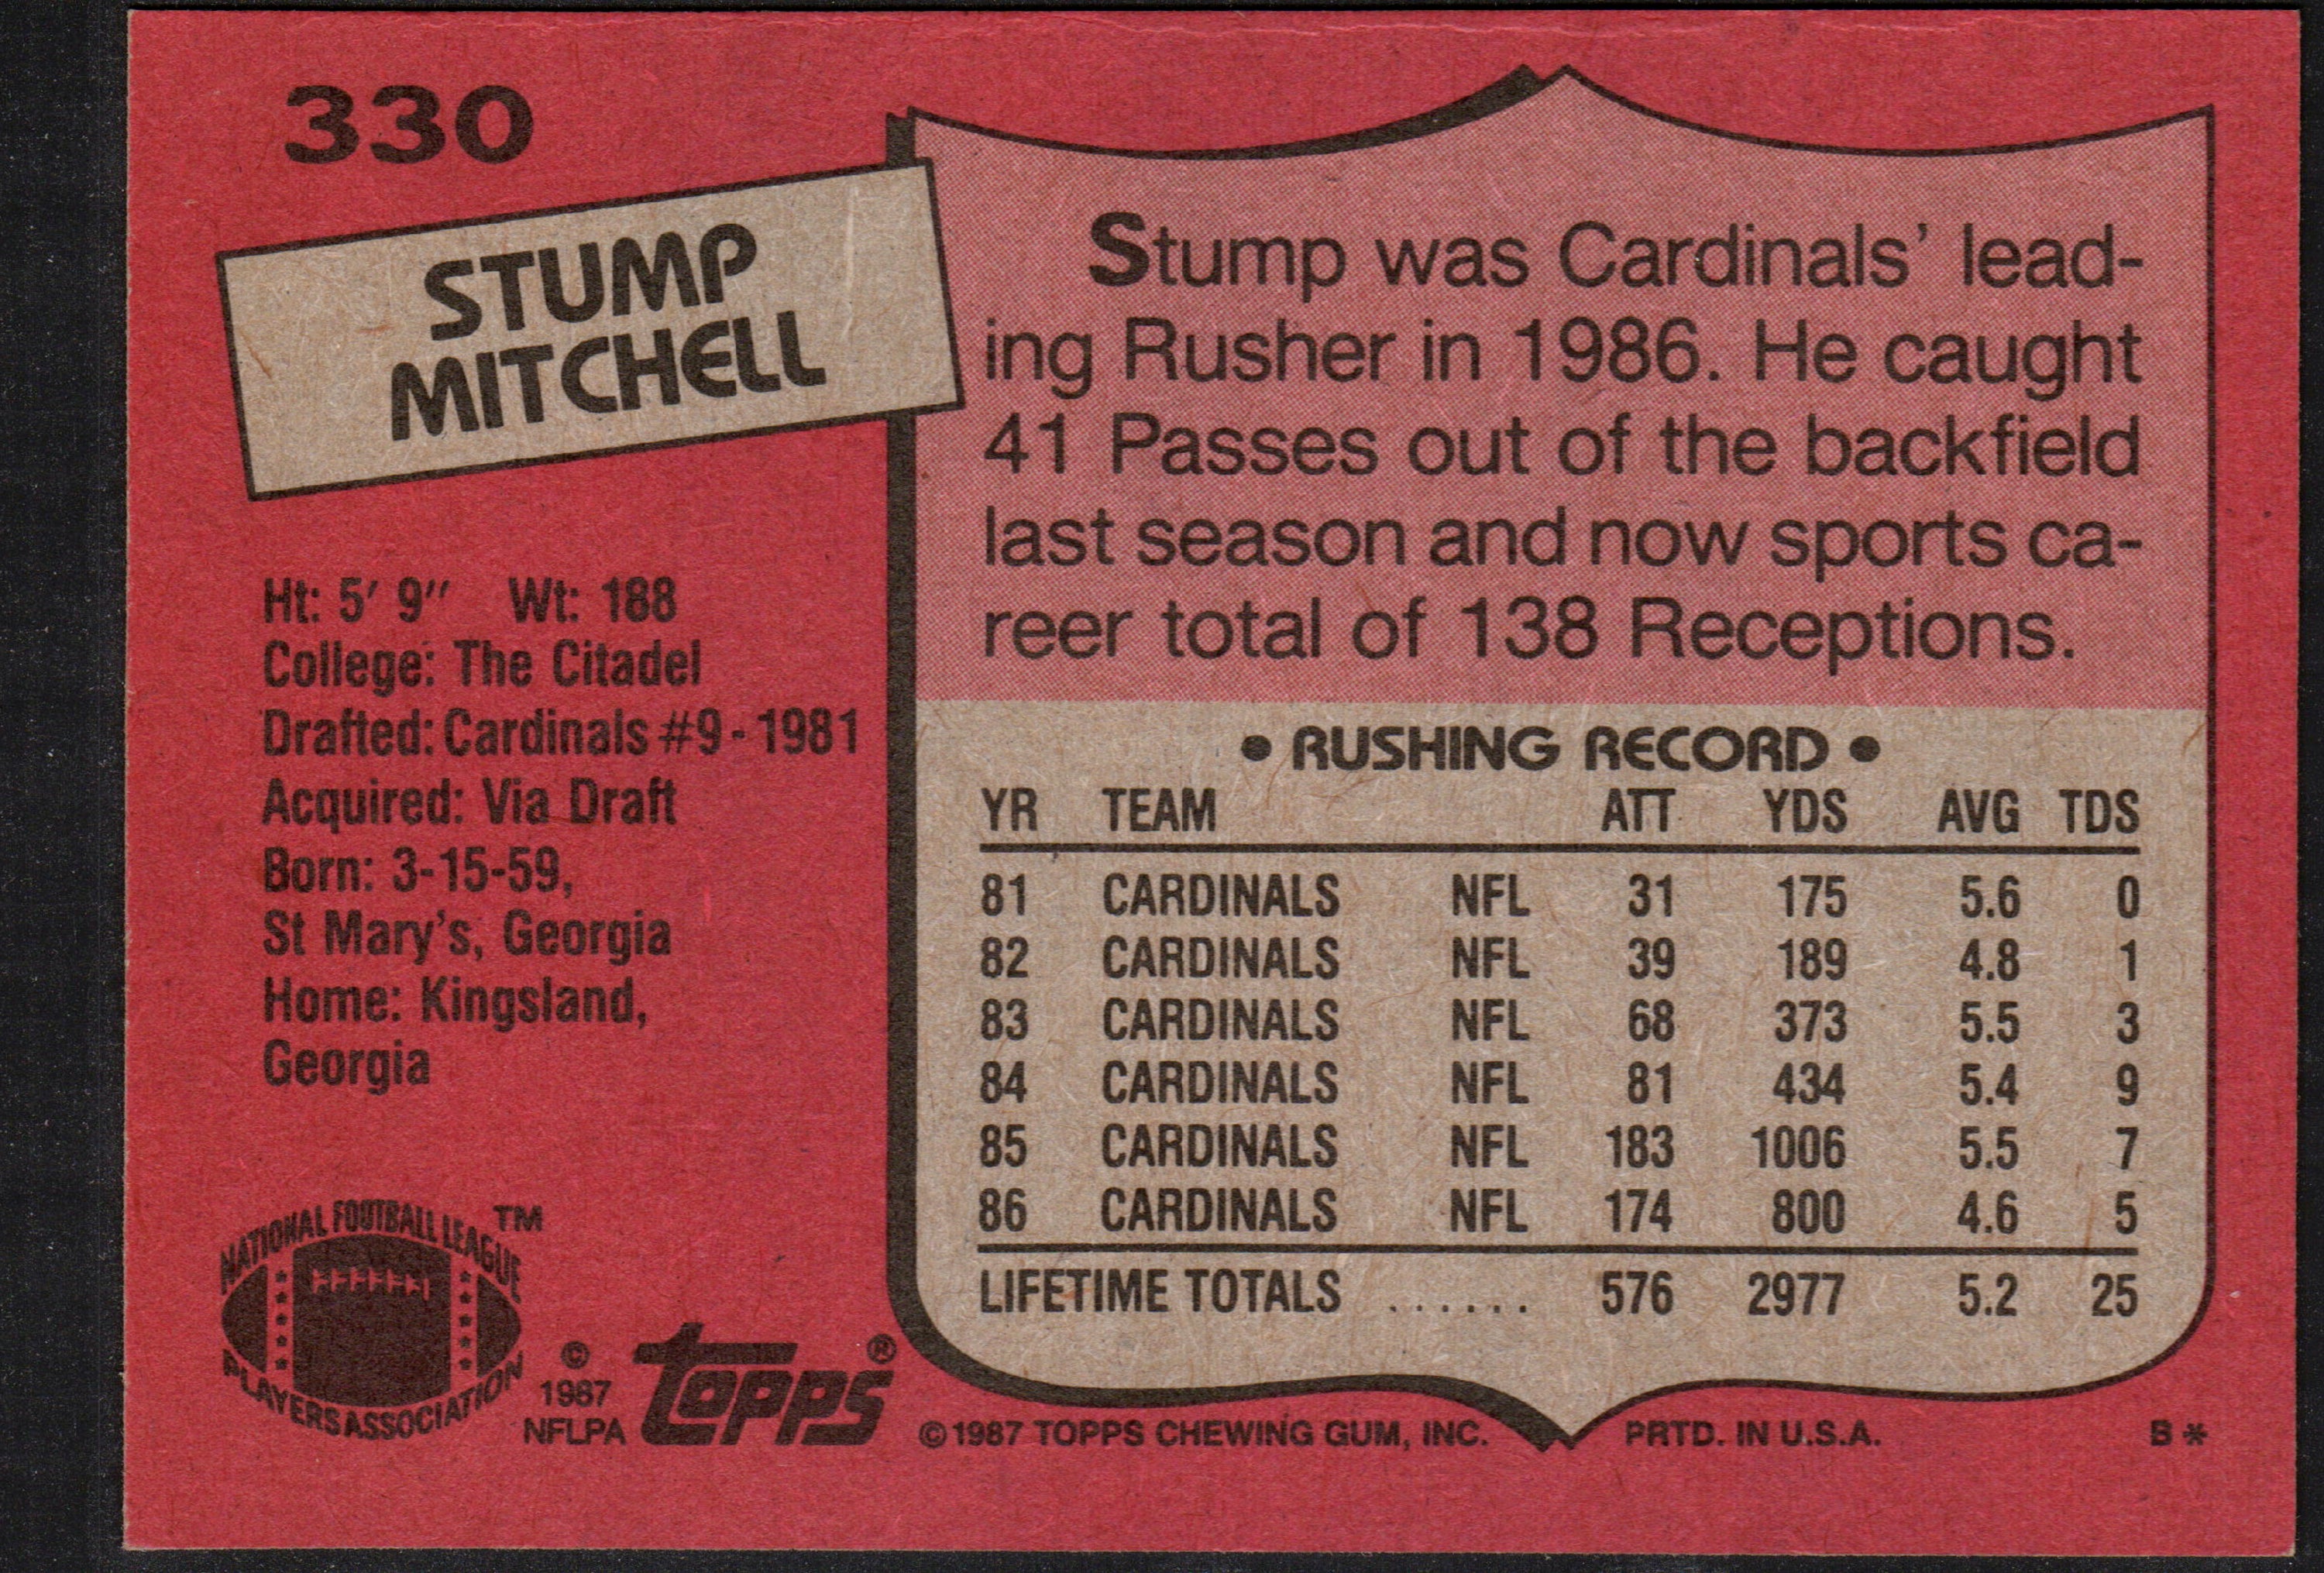 330
STUMP
MITCHELL
Ht: 5' 9" Wt: 188
College: The Citadel
Drafted: Cardinals #9 - 1981
Acquired: Via Draft
Born: 3-15-59,
St Mary's, Georgia
Home: Kingsland,
Georgia
NATIONAL FOOTBALL LEAGUE ™
PLAYERS ASSOCIATION
©
1987
NFLPA
topps®
Stump was Cardinals' lead-
ing Rusher in 1986. He caught
41 Passes out of the backfield
last season and now sports ca-
reer total of 138 Receptions.
• RUSHING RECORD •
YR TEAM ATT YDS AVG TDS
81 CARDINALS NFL 31 175 5.6 0
82 CARDINALS NFL 39 189 4.8 1
83 CARDINALS NFL 68 373 5.5 3
84 CARDINALS NFL 81 434 5.4 9
85 CARDINALS NFL 183 1006 5.5 7
86 CARDINALS NFL 174 800 4.6 5
LIFETIME TOTALS ...... 576 2977 5.2 25
©1987 TOPPS CHEWING GUM, INC. PRTD. IN U.S.A. B*